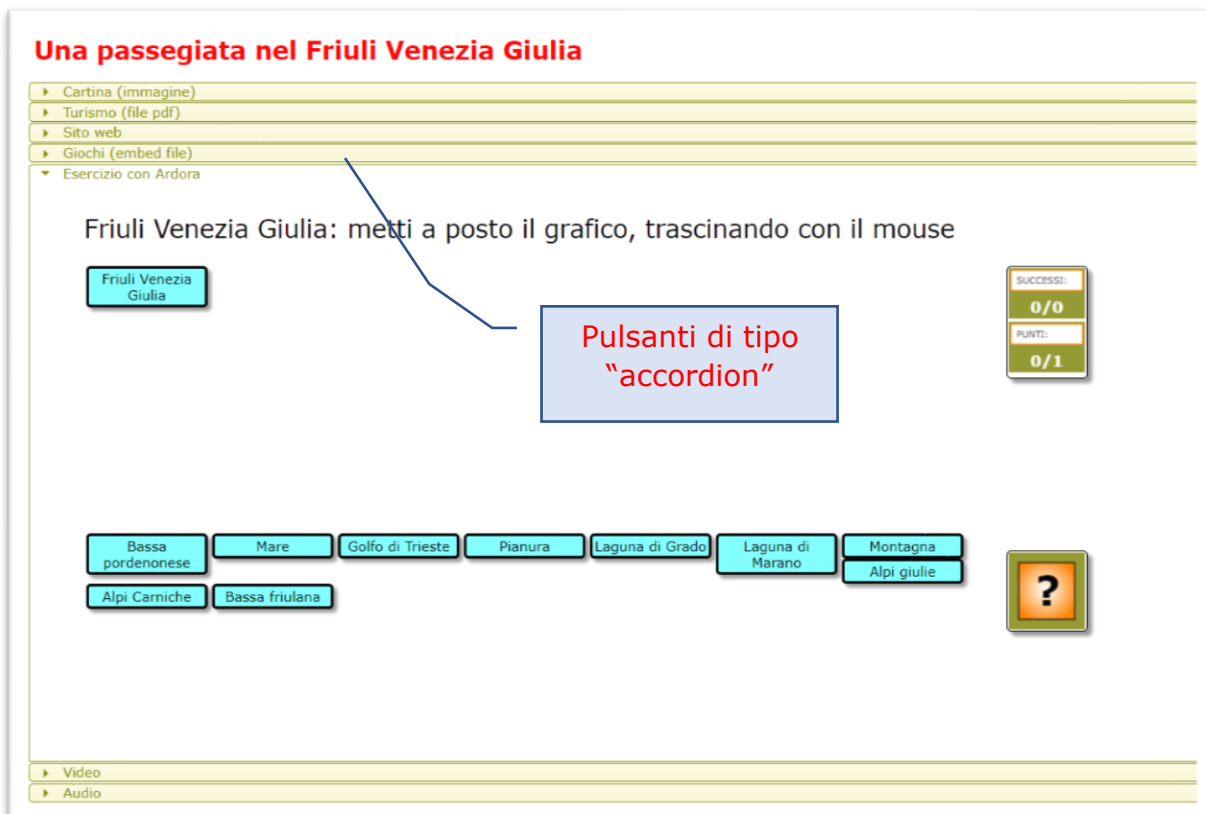 Una passegiata nel Friuli Venezia Giulia
Cartina (immagine)
Turismo (file pdf)
Sito web
Giochi (embed file)
Esercizio con Ardora
Friuli Venezia Giulia: metti a posto il grafico, trascinando con il mouse
Friuli Venezia
Giulia
SUCCESSI:
0/0
PUNTI:
0/1
Pulsanti di tipo
“accordion”
Bassa
pordenonese
Mare
Golfo di Trieste
Pianura
Laguna di Grado
Laguna di
Marano
Montagna
Alpi giulie
Alpi Carniche
Bassa friulana
?
Video
Audio